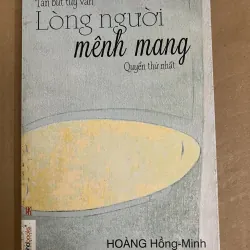 Tản bút tùy văn
Lòng người
mênh mang
Quyển thứ nhất
HOÀNG Hồng-Minh